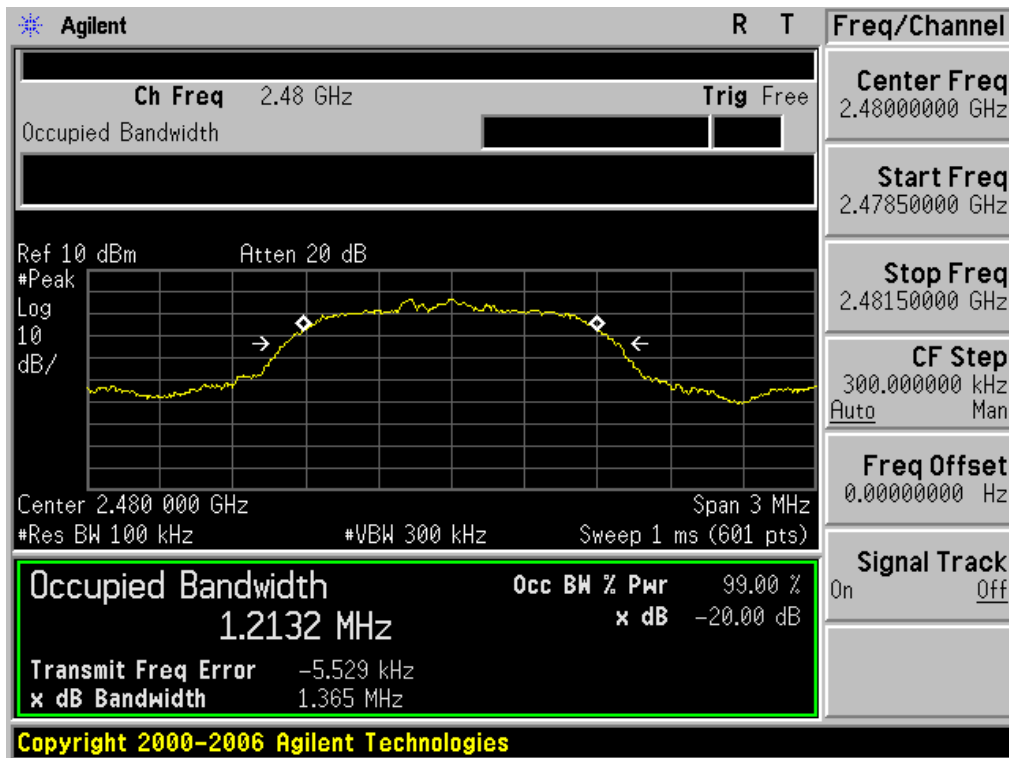 Agilent R T
Ch Freq 2.48 GHz Trig Free
Occupied Bandwidth
Ref 10 dBm Atten 20 dB
#Peak
Log
10
dB/
Center 2.480 000 GHz Span 3 MHz
#Res BW 100 kHz #VBW 300 kHz Sweep 1 ms (601 pts)
Occupied Bandwidth Occ BW % Pwr 99.00 %
1.2132 MHz x dB -20.00 dB
Transmit Freq Error -5.529 kHz
x dB Bandwidth 1.365 MHz
Copyright 2000-2006 Agilent Technologies
Freq/Channel
Center Freq
2.48000000 GHz
Start Freq
2.47850000 GHz
Stop Freq
2.48150000 GHz
CF Step
300.000000 kHz
Auto Man
Freq Offset
0.00000000 Hz
Signal Track
On Off